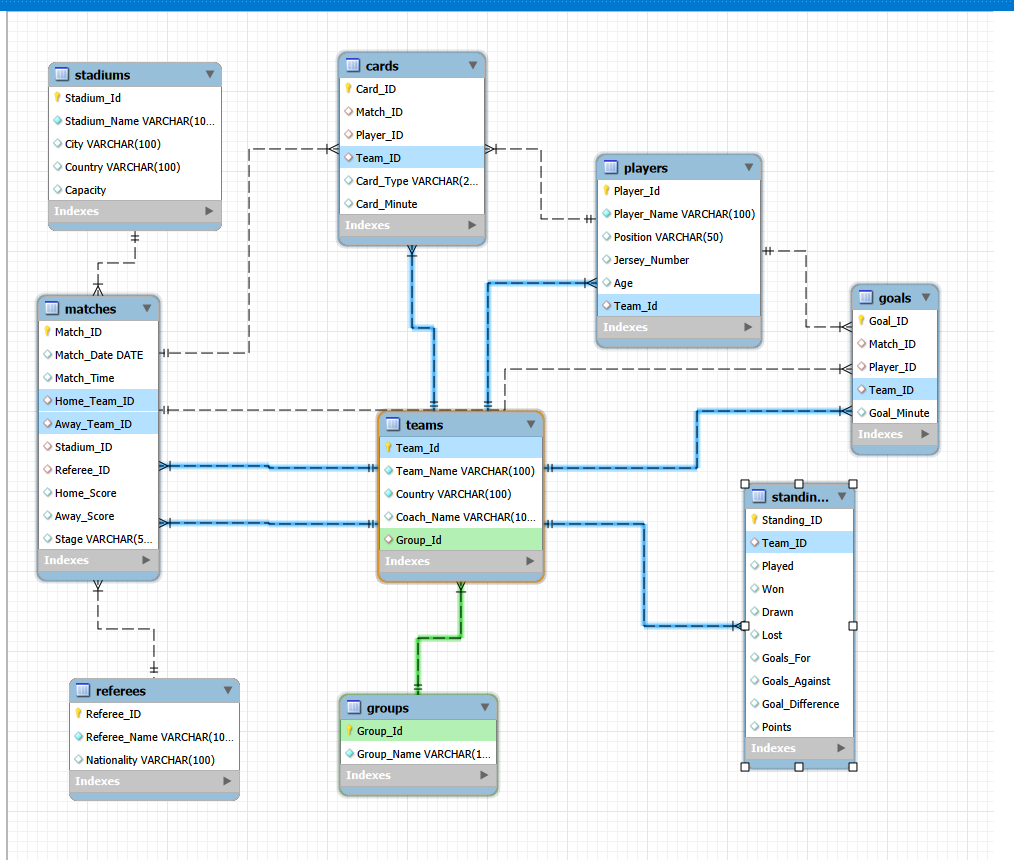 stadiums
Stadium_Id
Stadium_Name VARCHAR(10...
City VARCHAR(100)
Country VARCHAR(100)
Capacity
Indexes
cards
Card_ID
Match_ID
Player_ID
Team_ID
Card_Type VARCHAR(2...
Card_Minute
Indexes
players
Player_Id
Player_Name VARCHAR(100)
Position VARCHAR(50)
Jersey_Number
Age
Team_Id
Indexes
goals
Goal_ID
Match_ID
Player_ID
Team_ID
Goal_Minute
Indexes
matches
Match_ID
Match_Date DATE
Match_Time
Home_Team_ID
Away_Team_ID
Stadium_ID
Referee_ID
Home_Score
Away_Score
Stage VARCHAR(5...
Indexes
teams
Team_Id
Team_Name VARCHAR(100)
Country VARCHAR(100)
Coach_Name VARCHAR(10...
Group_Id
Indexes
standin...
Standing_ID
Team_ID
Played
Won
Drawn
Lost
Goals_For
Goals_Against
Goal_Difference
Points
Indexes
referees
Referee_ID
Referee_Name VARCHAR(10...
Nationality VARCHAR(100)
Indexes
groups
Group_Id
Group_Name VARCHAR(1...
Indexes